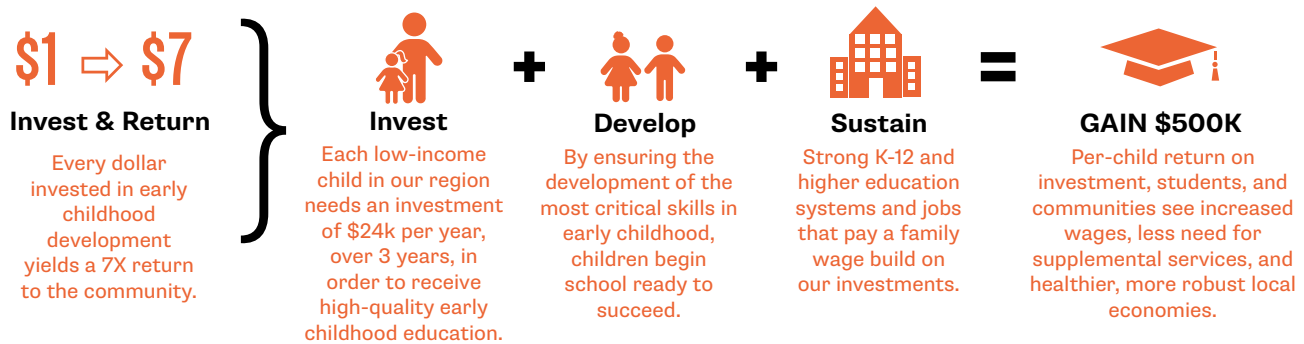 $1 ⇨ $7
Invest & Return
Every dollar
invested in early
childhood
development
yields a 7X return
to the community.
Invest
Each low-income
child in our region
needs an investment
of $24k per year,
over 3 years, in
order to receive
high-quality early
childhood education.
+
Develop
By ensuring the
development of the
most critical skills in
early childhood,
children begin
school ready to
succeed.
+
Sustain
Strong K-12 and
higher education
systems and jobs
that pay a family
wage build on
our investments.
=
GAIN $500K
Per-child return on
investment, students, and
communities see increased
wages, less need for
supplemental services, and
healthier, more robust local
economies.